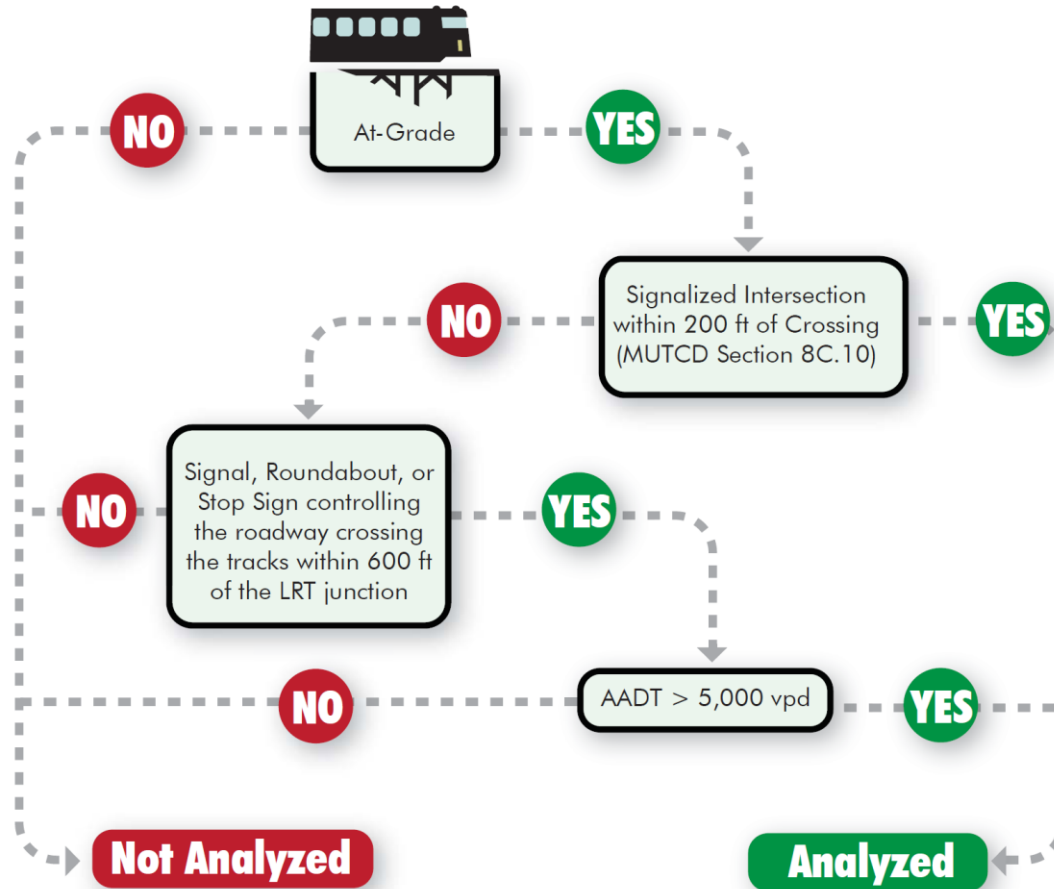 NO
At-Grade
YES
NO
Signalized Intersection
within 200 ft of Crossing
(MUTCD Section 8C.10)
YES
NO
Signal, Roundabout, or
Stop Sign controlling
the roadway crossing
the tracks within 600 ft
of the LRT junction
YES
NO
AADT > 5,000 vpd
YES
Not Analyzed
Analyzed